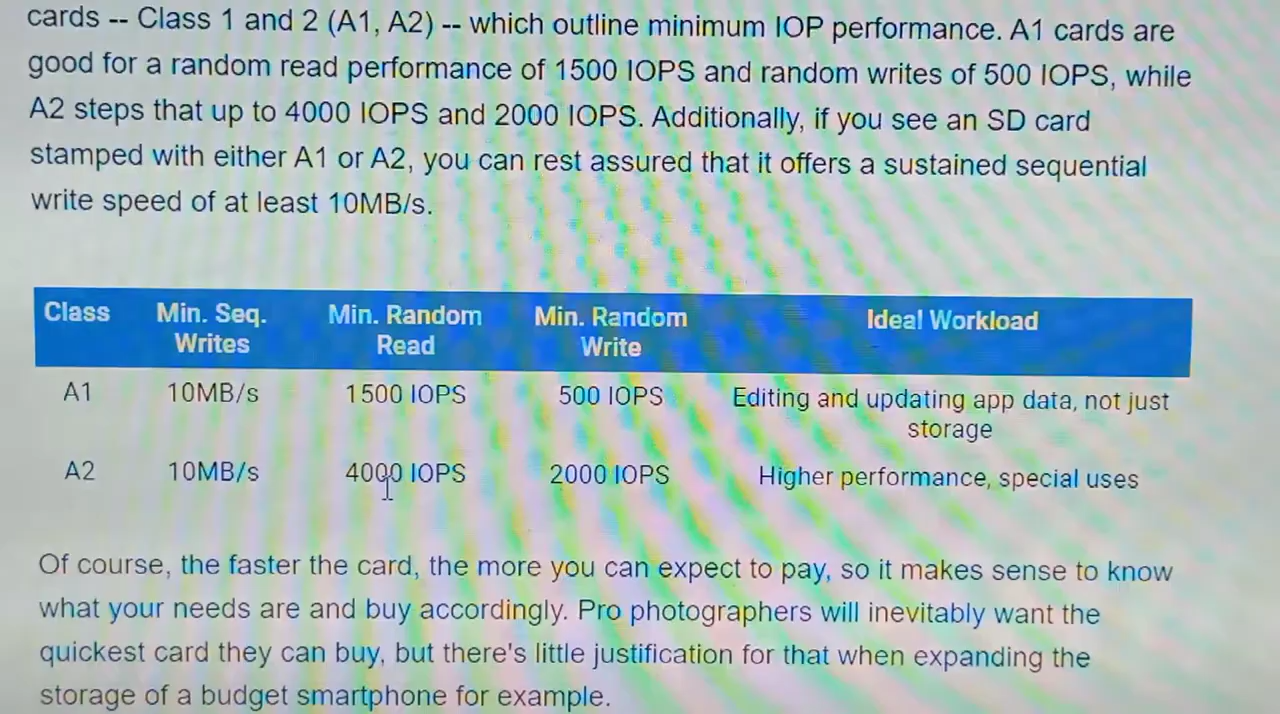 cards -- Class 1 and 2 (A1, A2) -- which outline minimum IOP performance. A1 cards are
good for a random read performance of 1500 IOPS and random writes of 500 IOPS, while
A2 steps that up to 4000 IOPS and 2000 IOPS. Additionally, if you see an SD card
stamped with either A1 or A2, you can rest assured that it offers a sustained sequential
write speed of at least 10MB/s.
Class Min. Seq. Writes Min. Random Read Min. Random Write Ideal Workload
A1 10MB/s 1500 IOPS 500 IOPS Editing and updating app data, not just storage
A2 10MB/s 4000 IOPS 2000 IOPS Higher performance, special uses
Of course, the faster the card, the more you can expect to pay, so it makes sense to know
what your needs are and buy accordingly. Pro photographers will inevitably want the
quickest card they can buy, but there's little justification for that when expanding the
storage of a budget smartphone for example.